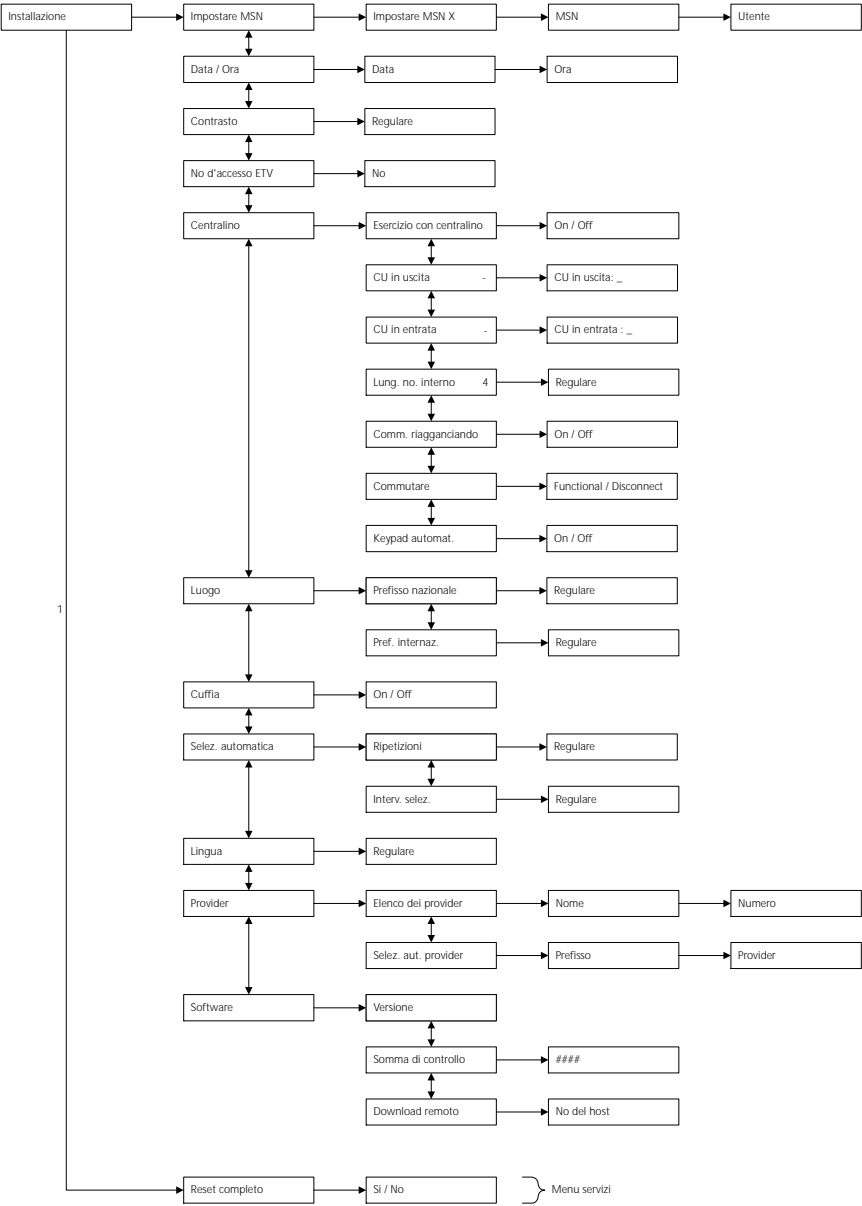 Installazione Impostare MSN Impostare MSN X MSN Utente
Data / Ora Data Ora
Contrasto Regulare
No d'accesso ETV No
Centralino Esercizio con centralino On / Off
CU in uscita - CU in uscita: _
CU in entrata - CU in entrata : _
Lung. no. interno 4 Regulare
Comm. riagganciando On / Off
Commutare Functional / Disconnect
Keypad automat. On / Off
Luogo Prefisso nazionale Regulare
1
Pref. internaz. Regulare
Cuffia On / Off
Selez. automatica Ripetizioni Regulare
Interv. selez. Regulare
Lingua Regulare
Provider Elenco dei provider Nome Numero
Selez. aut. provider Prefisso Provider
Software Versione
Somma di controllo ####
Download remoto No del host
Reset completo Si / No Menu servizi